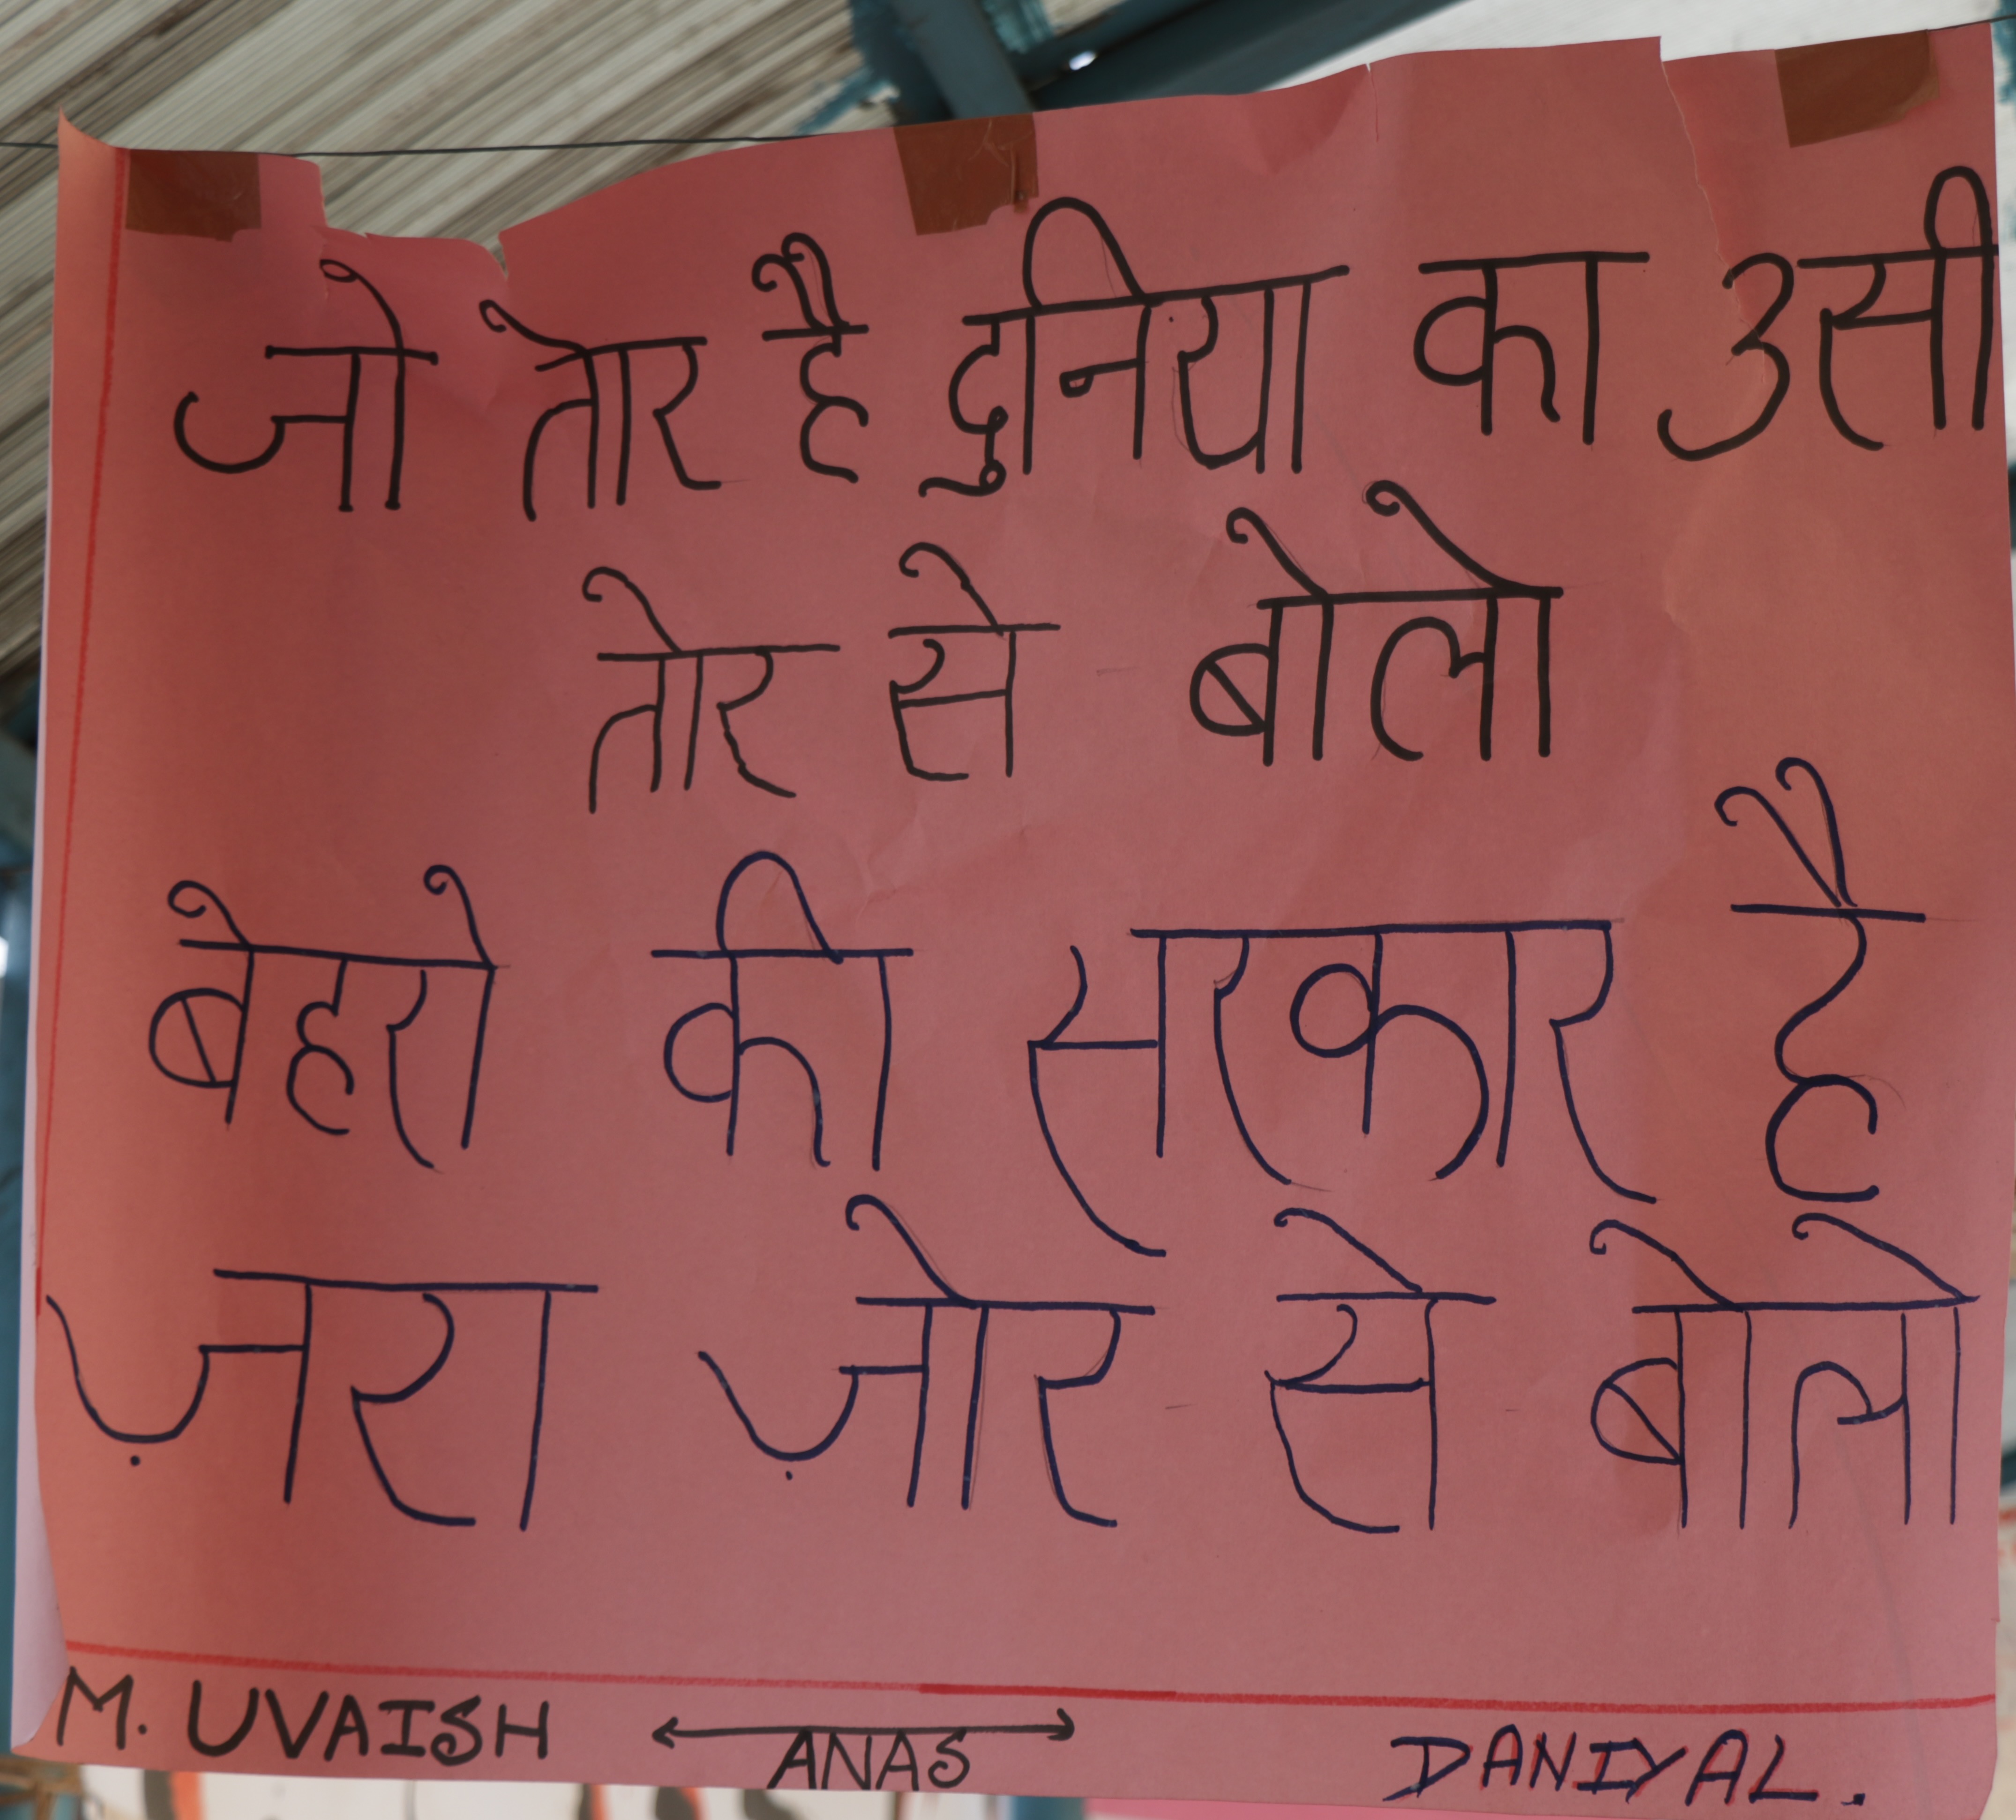 जो तोर है दुनिया का उसी
तोर से बोलो
बेहरो की सरकार है
ज़रा ज़ोर से बोलो
M. UVAISH ANAS DANIYAL.